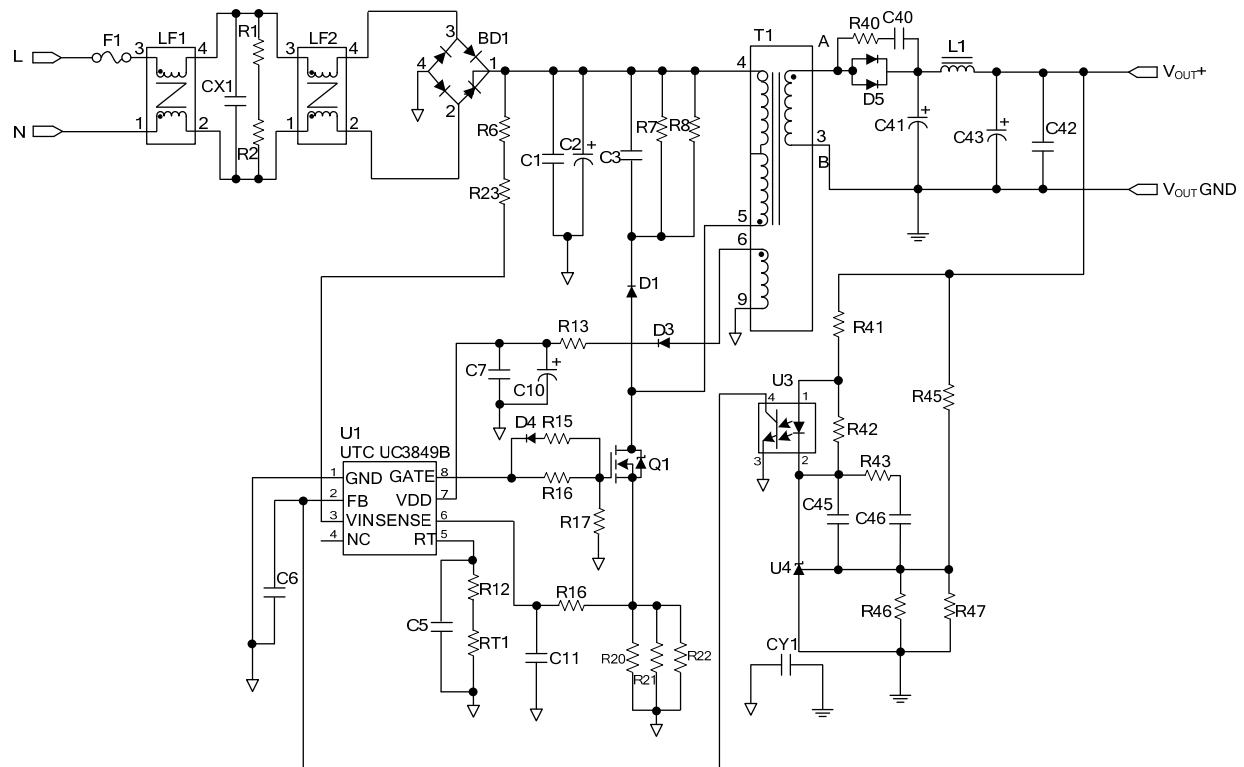 L
F1
3
LF1
4
1
2
R1
CX1
R2
3
LF2
4
1
2
N
3
BD1
4
1
2
R6
R23
C1
C2
+
C3
R7
R8
T1
4
5
6
9
A
3
B
R40
C40
D5
L1
C41
+
C43
+
C42
VOUT+
VOUT GND
D1
R13
D3
C7
C10
+
D4
R15
R16
Q1
R17
U1
UTC UC3849B
1
GND
GATE
8
2
FB
VDD
7
3
VIN
SENSE
6
4
NC
RT
5
C6
R12
C5
RT1
R16
C11
R20
R21
R22
U3
4
1
3
2
R41
R42
R43
R45
C45
C46
U4
R46
R47
CY1